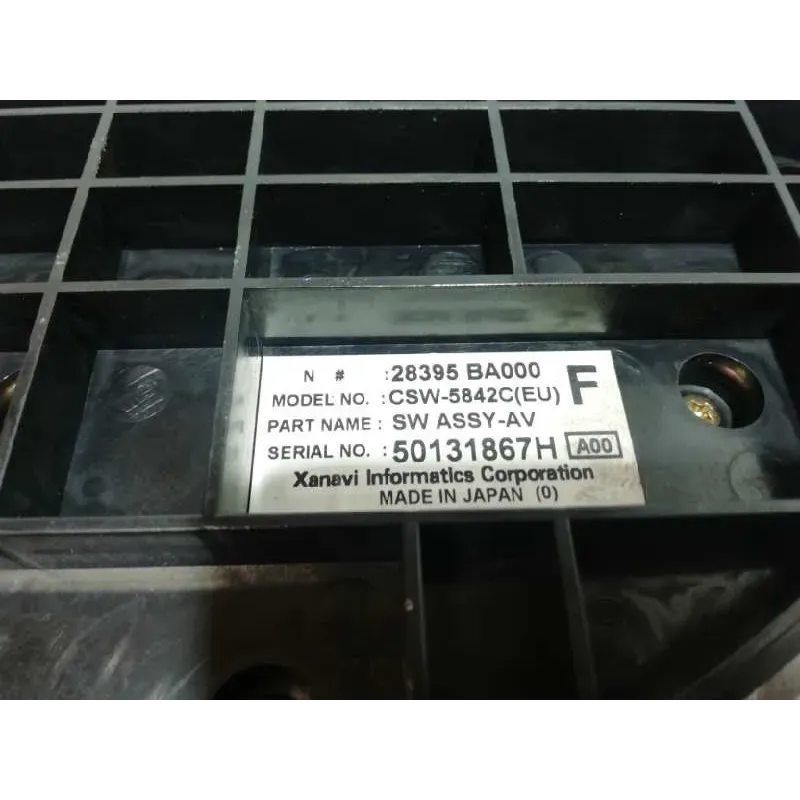 N # : 28395 BA000 F
MODEL NO. : CSW-5842C(EU)
PART NAME : SW ASSY-AV
SERIAL NO. : 50131867H A00
Xanavi Informatics Corporation
MADE IN JAPAN (0)